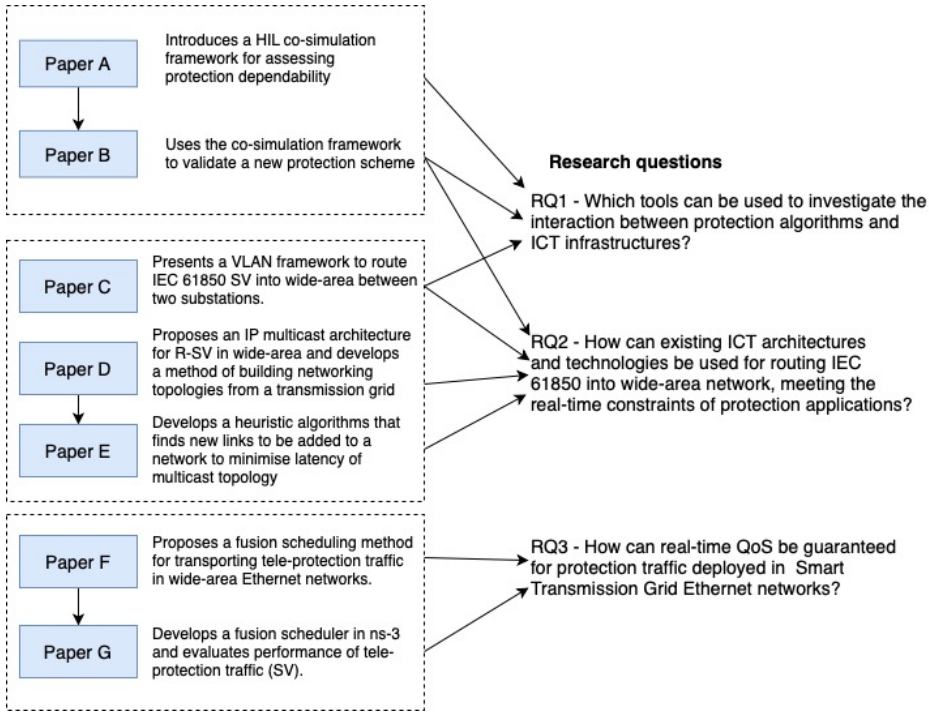 Paper A
Introduces a HIL co-simulation
framework for assessing
protection dependability
Paper B
Uses the co-simulation framework
to validate a new protection scheme
Paper C
Presents a VLAN framework to route
IEC 61850 SV into wide-area between
two substations.
Paper D
Proposes an IP multicast architecture
for R-SV in wide-area and develops
a method of building networking
topologies from a transmission grid
Paper E
Develops a heuristic algorithms that
finds new links to be added to a
network to minimise latency of
multicast topology
Paper F
Proposes a fusion scheduling method
for transporting tele-protection traffic
in wide-area Ethernet networks.
Paper G
Develops a fusion scheduler in ns-3
and evaluates performance of tele-
protection traffic (SV).
Research questions
RQ1 - Which tools can be used to investigate the
interaction between protection algorithms and
ICT infrastructures?
RQ2 - How can existing ICT architectures
and technologies be used for routing IEC
61850 into wide-area network, meeting the
real-time constraints of protection applications?
RQ3 - How can real-time QoS be guaranteed
for protection traffic deployed in Smart
Transmission Grid Ethernet networks?